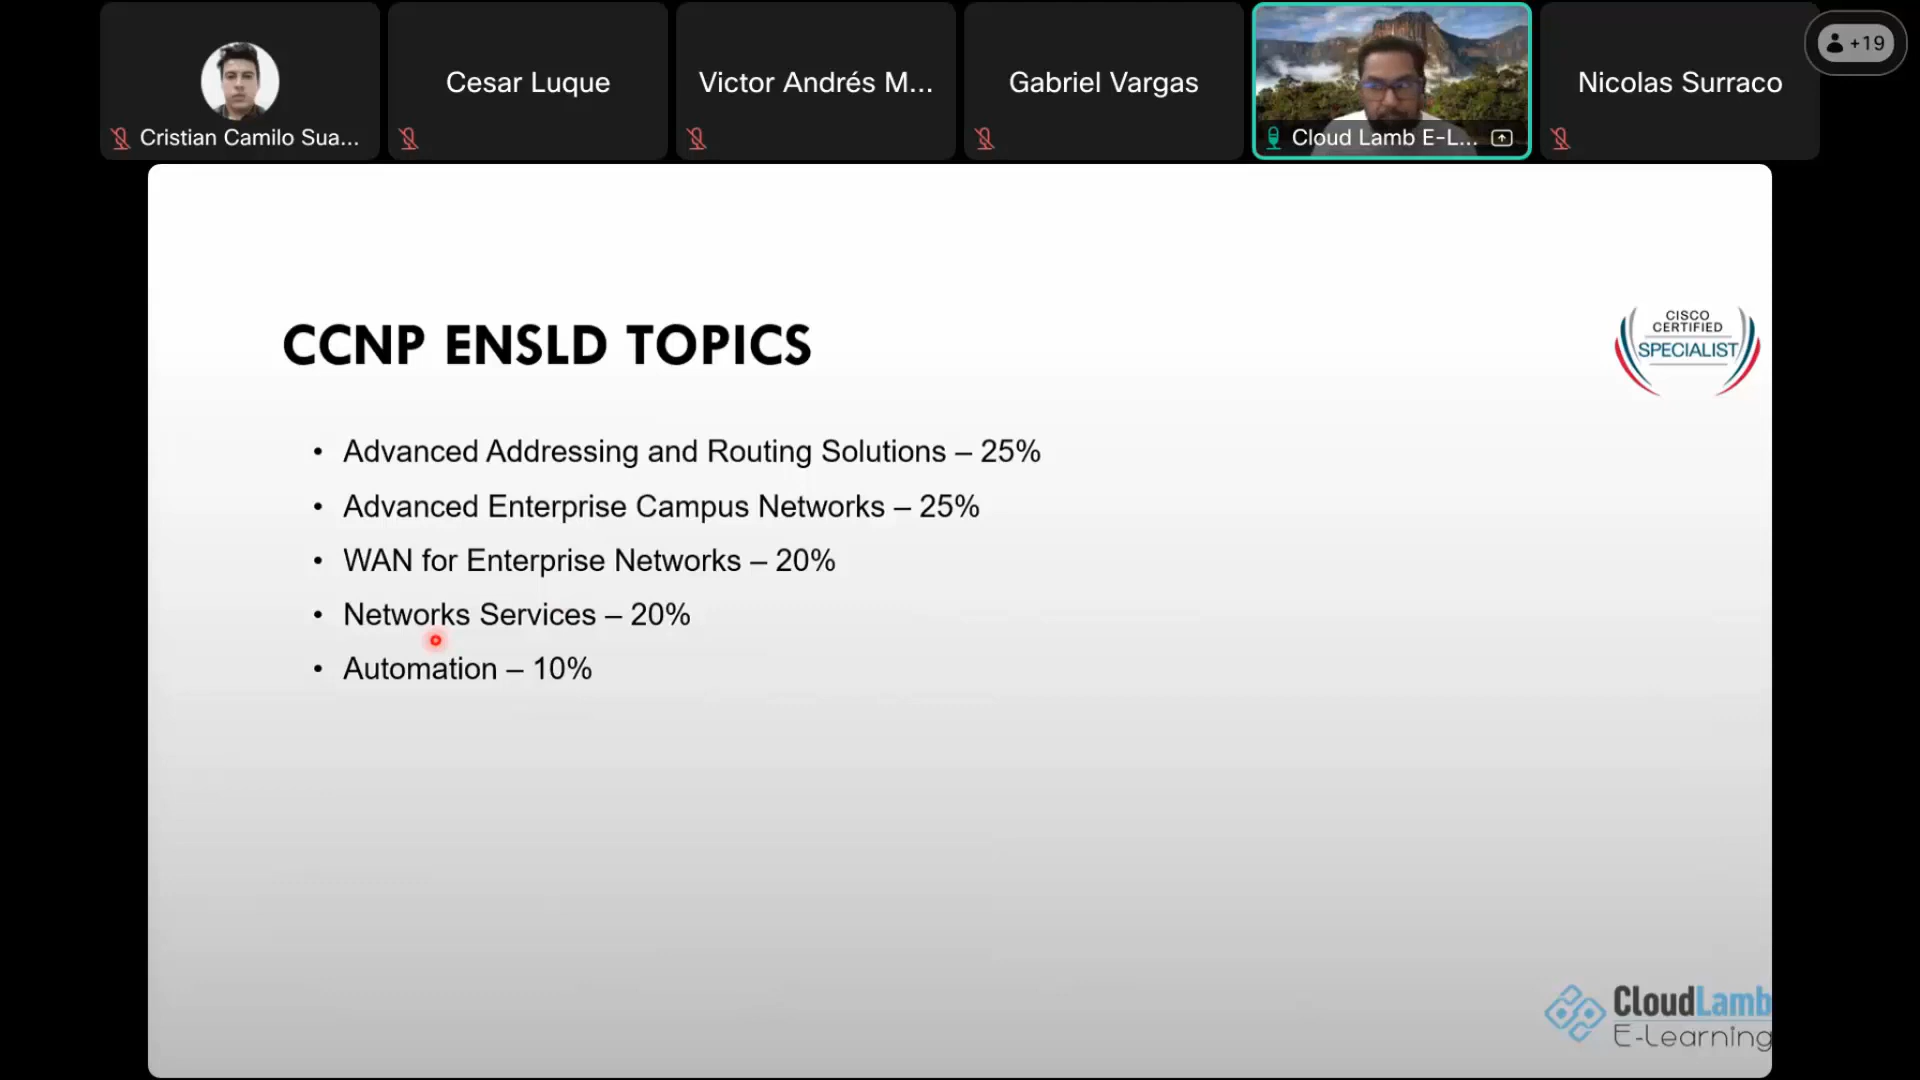 Cristian Camilo Sua...
Cesar Luque
Victor Andrés M...
Gabriel Vargas
Cloud Lamb E-L...
Nicolas Surraco
+19
CCNP ENSLD TOPICS
CISCO
CERTIFIED
SPECIALIST
• Advanced Addressing and Routing Solutions – 25%
• Advanced Enterprise Campus Networks – 25%
• WAN for Enterprise Networks – 20%
• Networks Services – 20%
• Automation – 10%
CloudLamb
E-Learning